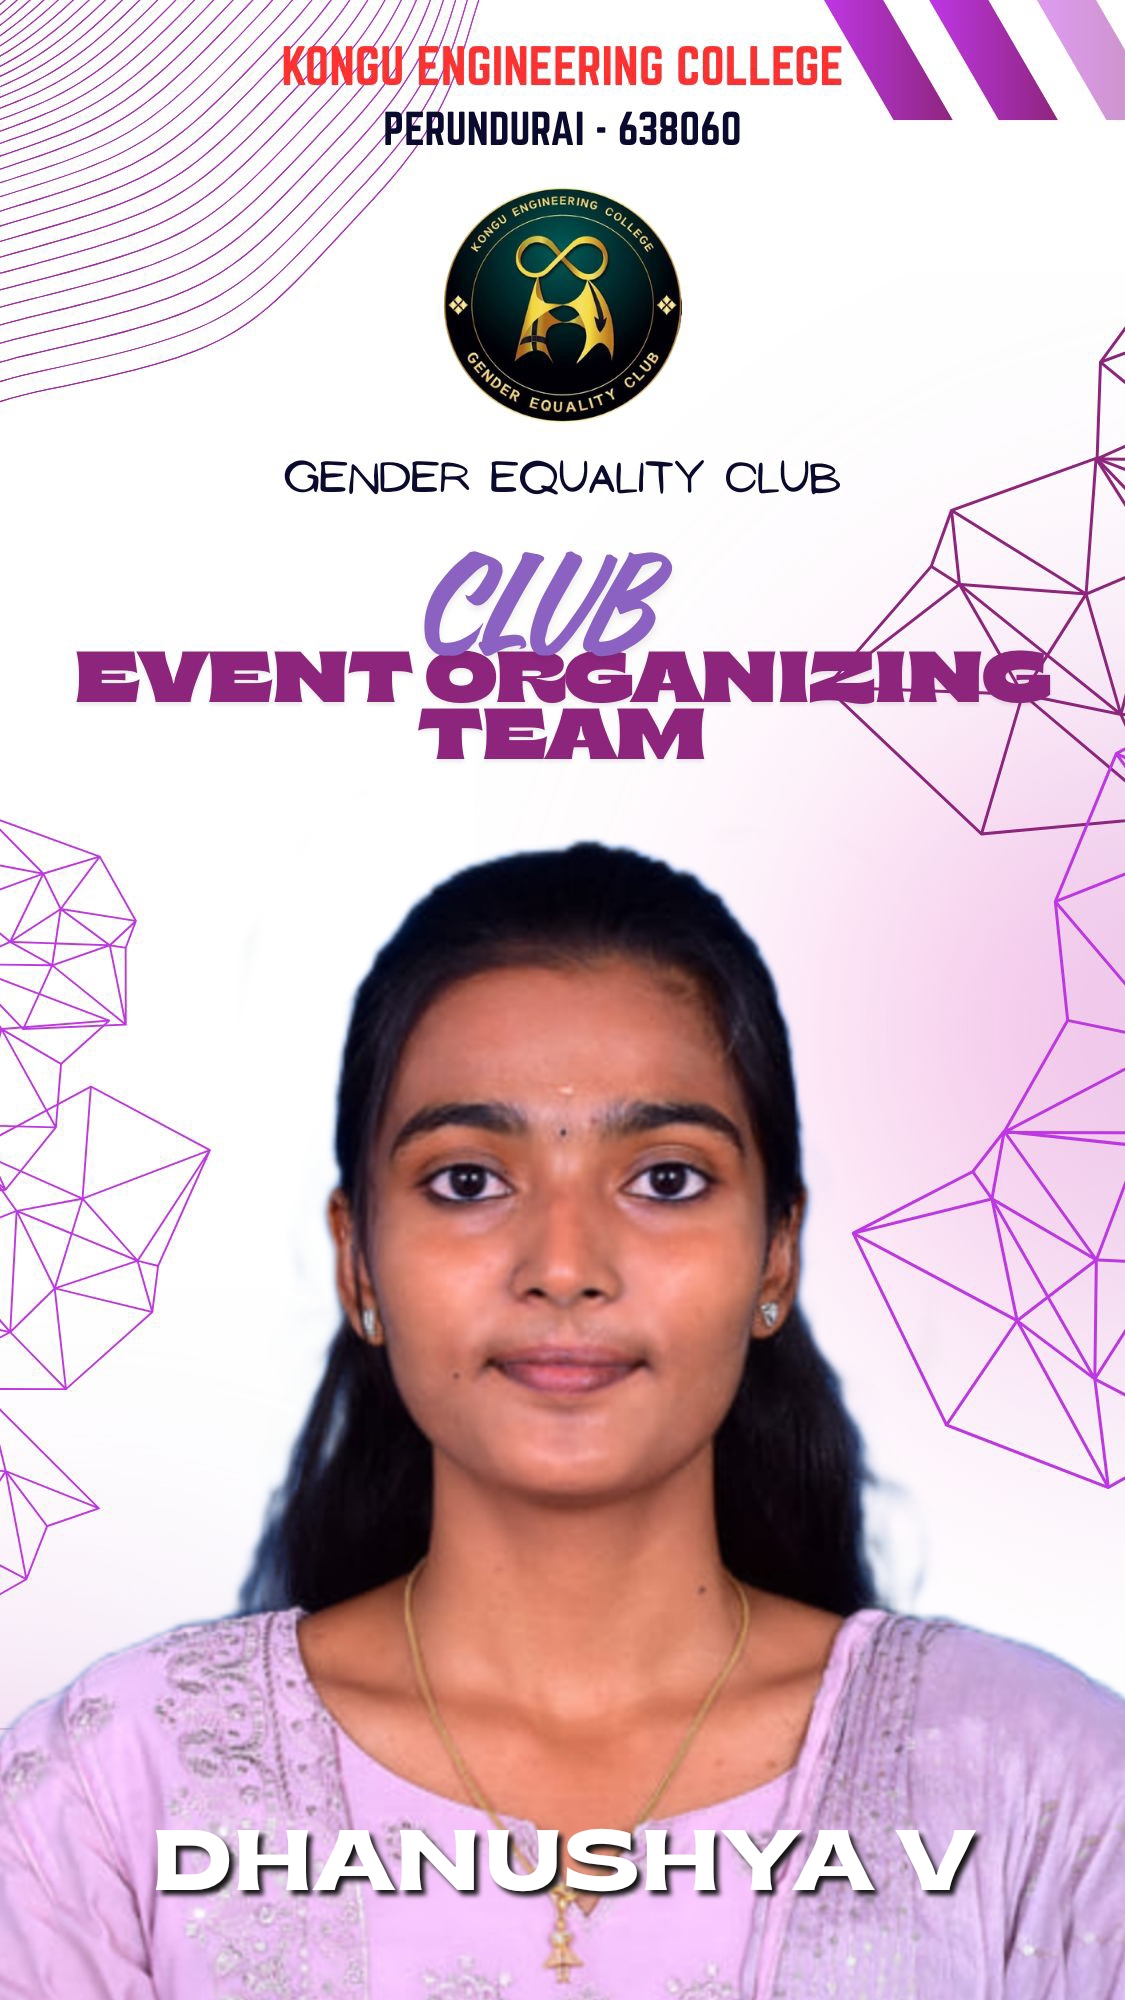 KONGU ENGINEERING COLLEGE
PERUNDURAI - 638060
KONGU ENGINEERING COLLEGE
GENDER EQUALITY CLUB
GENDER EQUALITY CLUB
CLUB
EVENT ORGANIZING
TEAM
DHANUSHYA V